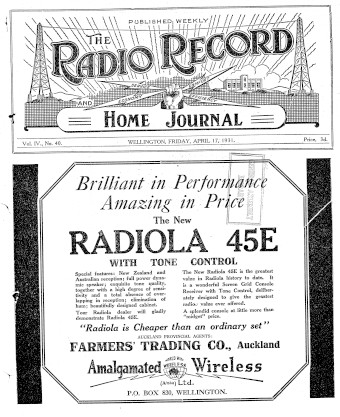 PUBLISHED WEEKLY
THE
RADIO RECORD
AND
HOME JOURNAL
Vol. IV., No. 40. WELLINGTON, FRIDAY, APRIL 17, 1931. Price, 3d.
Brilliant in Performance
Amazing in Price
The New
RADIOLA 45E
WITH TONE CONTROL
Special features: New Zealand and
Australian reception; full power dyna-
mic speaker; exquisite tone quality,
together with a high degree of sensi-
tivity and a total absence of over-
lapping in reception; elimination of
hum; beautifully designed cabinet.
Your Radiola dealer will gladly
demonstrate Radiola 45E.
The New Radiola 45E is the greatest
value in Radiola history to date. It
is a wonderful Screen Grid Console
Receiver with Tone Control, deliber-
ately designed to give the greatest
radio value ever offered.
A splendid console at little more than
"midget" price.
"Radiola is Cheaper than an ordinary set"
AUCKLAND PROVINCIAL AGENTS:
FARMERS' TRADING CO., Auckland
Amalgamated Wireless
(A/sia) Ltd.
P.O. BOX 830, WELLINGTON.